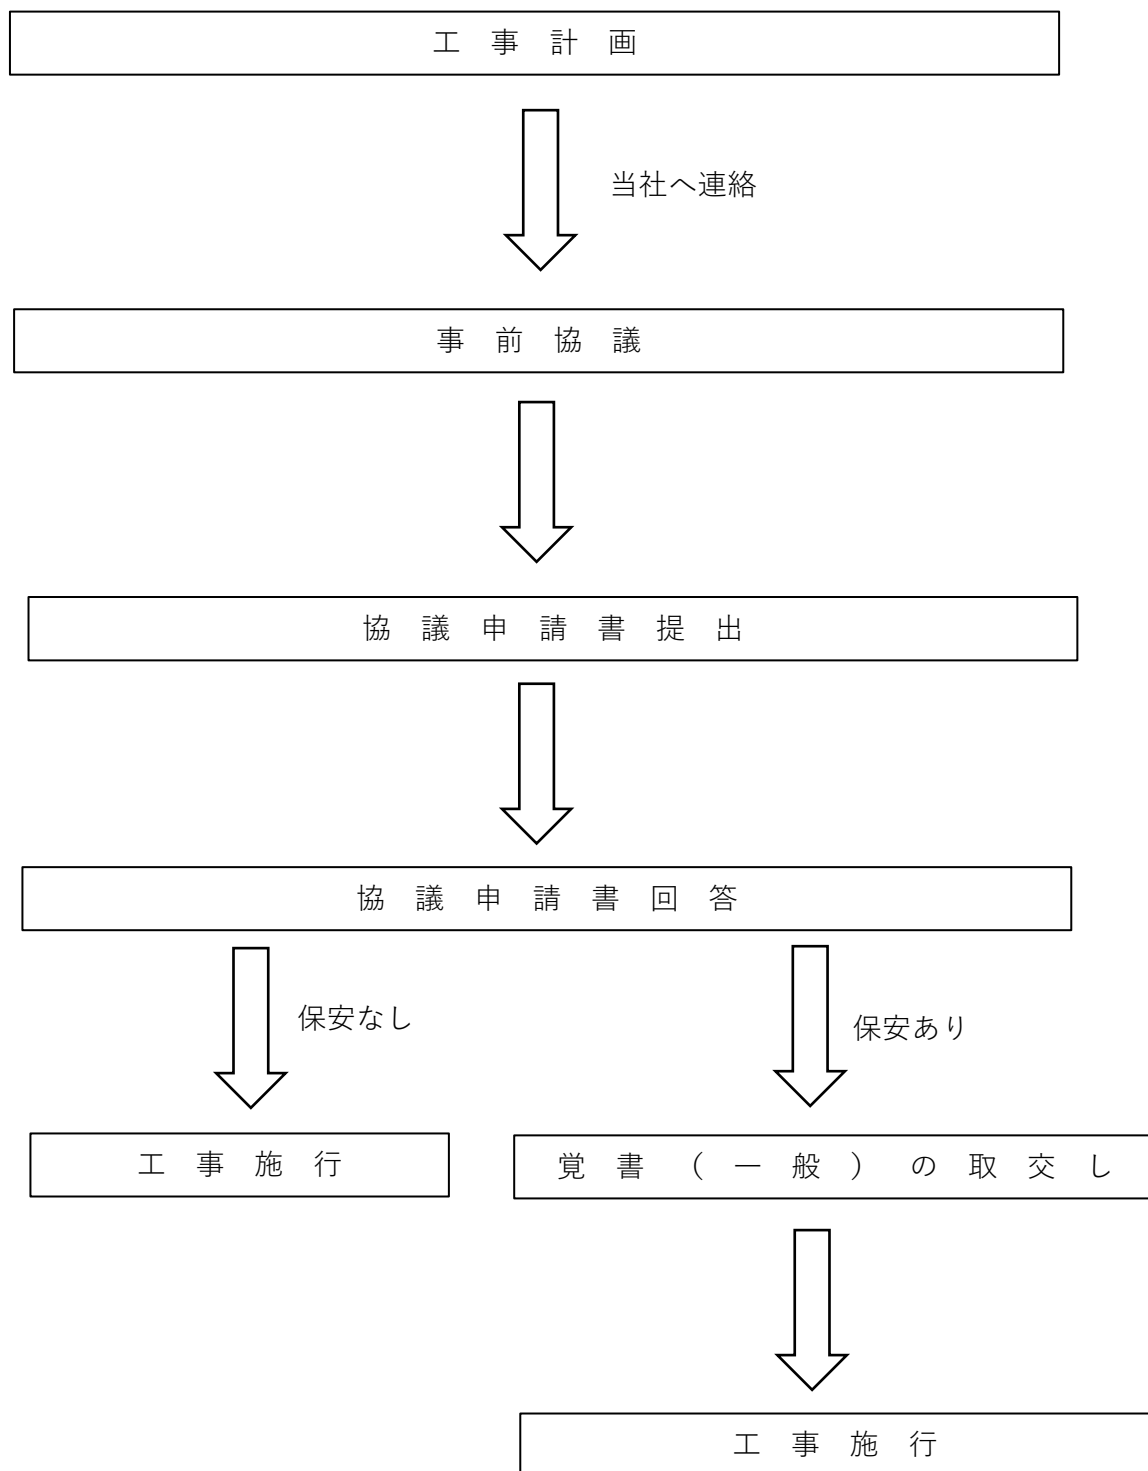 工 事 計 画
当社へ連絡
事 前 協 議
協 議 申 請 書 提 出
協 議 申 請 書 回 答
保安なし
保安あり
工 事 施 行
覚 書 （ 一 般 ） の 取 交 し
工 事 施 行